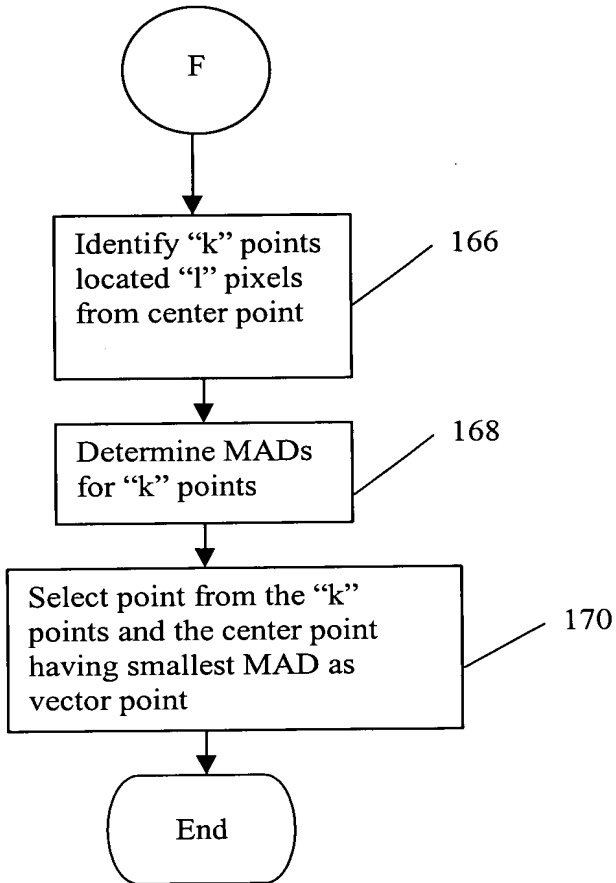 F
Identify “k” points
located “l” pixels
from center point
166
Determine MADs
for “k” points
168
Select point from the “k”
points and the center point
having smallest MAD as
vector point
170
End